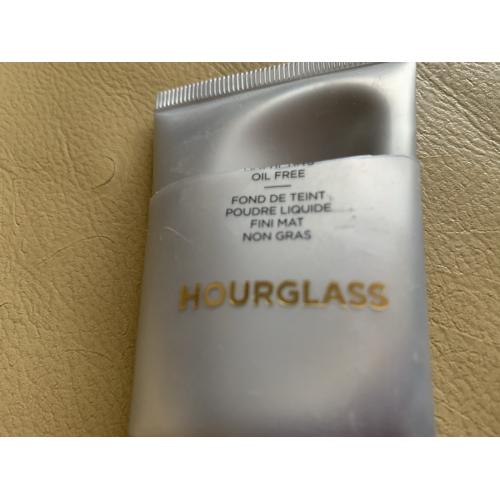 OIL FREE
FOND DE TEINT
POUDRE LIQUIDE
FINI MAT
NON GRAS
HOURGLASS